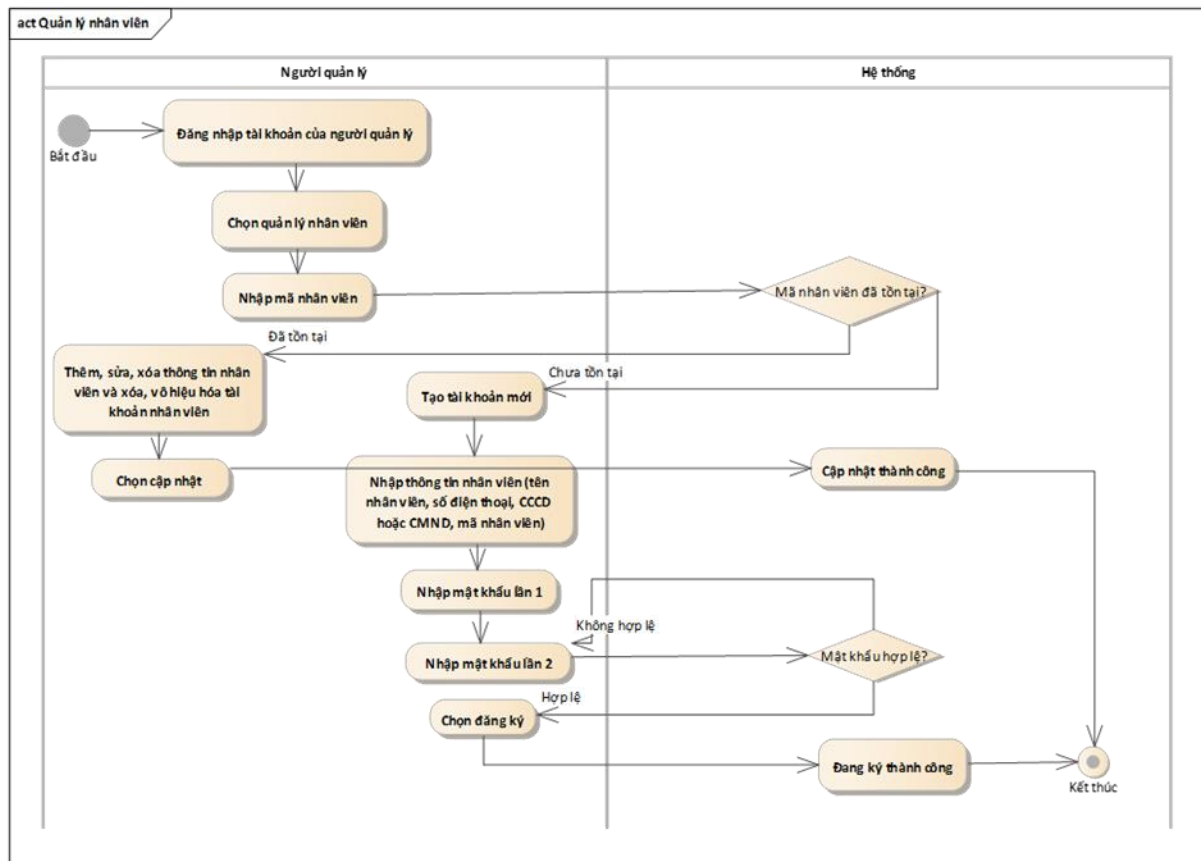 act Quản lý nhân viên
Người quản lý
Hệ thống
Bắt đầu
Đăng nhập tài khoản của người quản lý
Chọn quản lý nhân viên
Nhập mã nhân viên
Mã nhân viên đã tồn tại?
Đã tồn tại
Thêm, sửa, xóa thông tin nhân
viên và xóa, vô hiệu hóa tài
khoản nhân viên
Chưa tồn tại
Tạo tài khoản mới
Chọn cập nhật
Cập nhật thành công
Nhập thông tin nhân viên (tên
nhân viên, số điện thoại, CCCD
hoặc CMND, mã nhân viên)
Nhập mật khẩu lần 1
Không hợp lệ
Nhập mật khẩu lần 2
Mật khẩu hợp lệ?
Hợp lệ
Chọn đăng ký
Đang ký thành công
Kết thúc